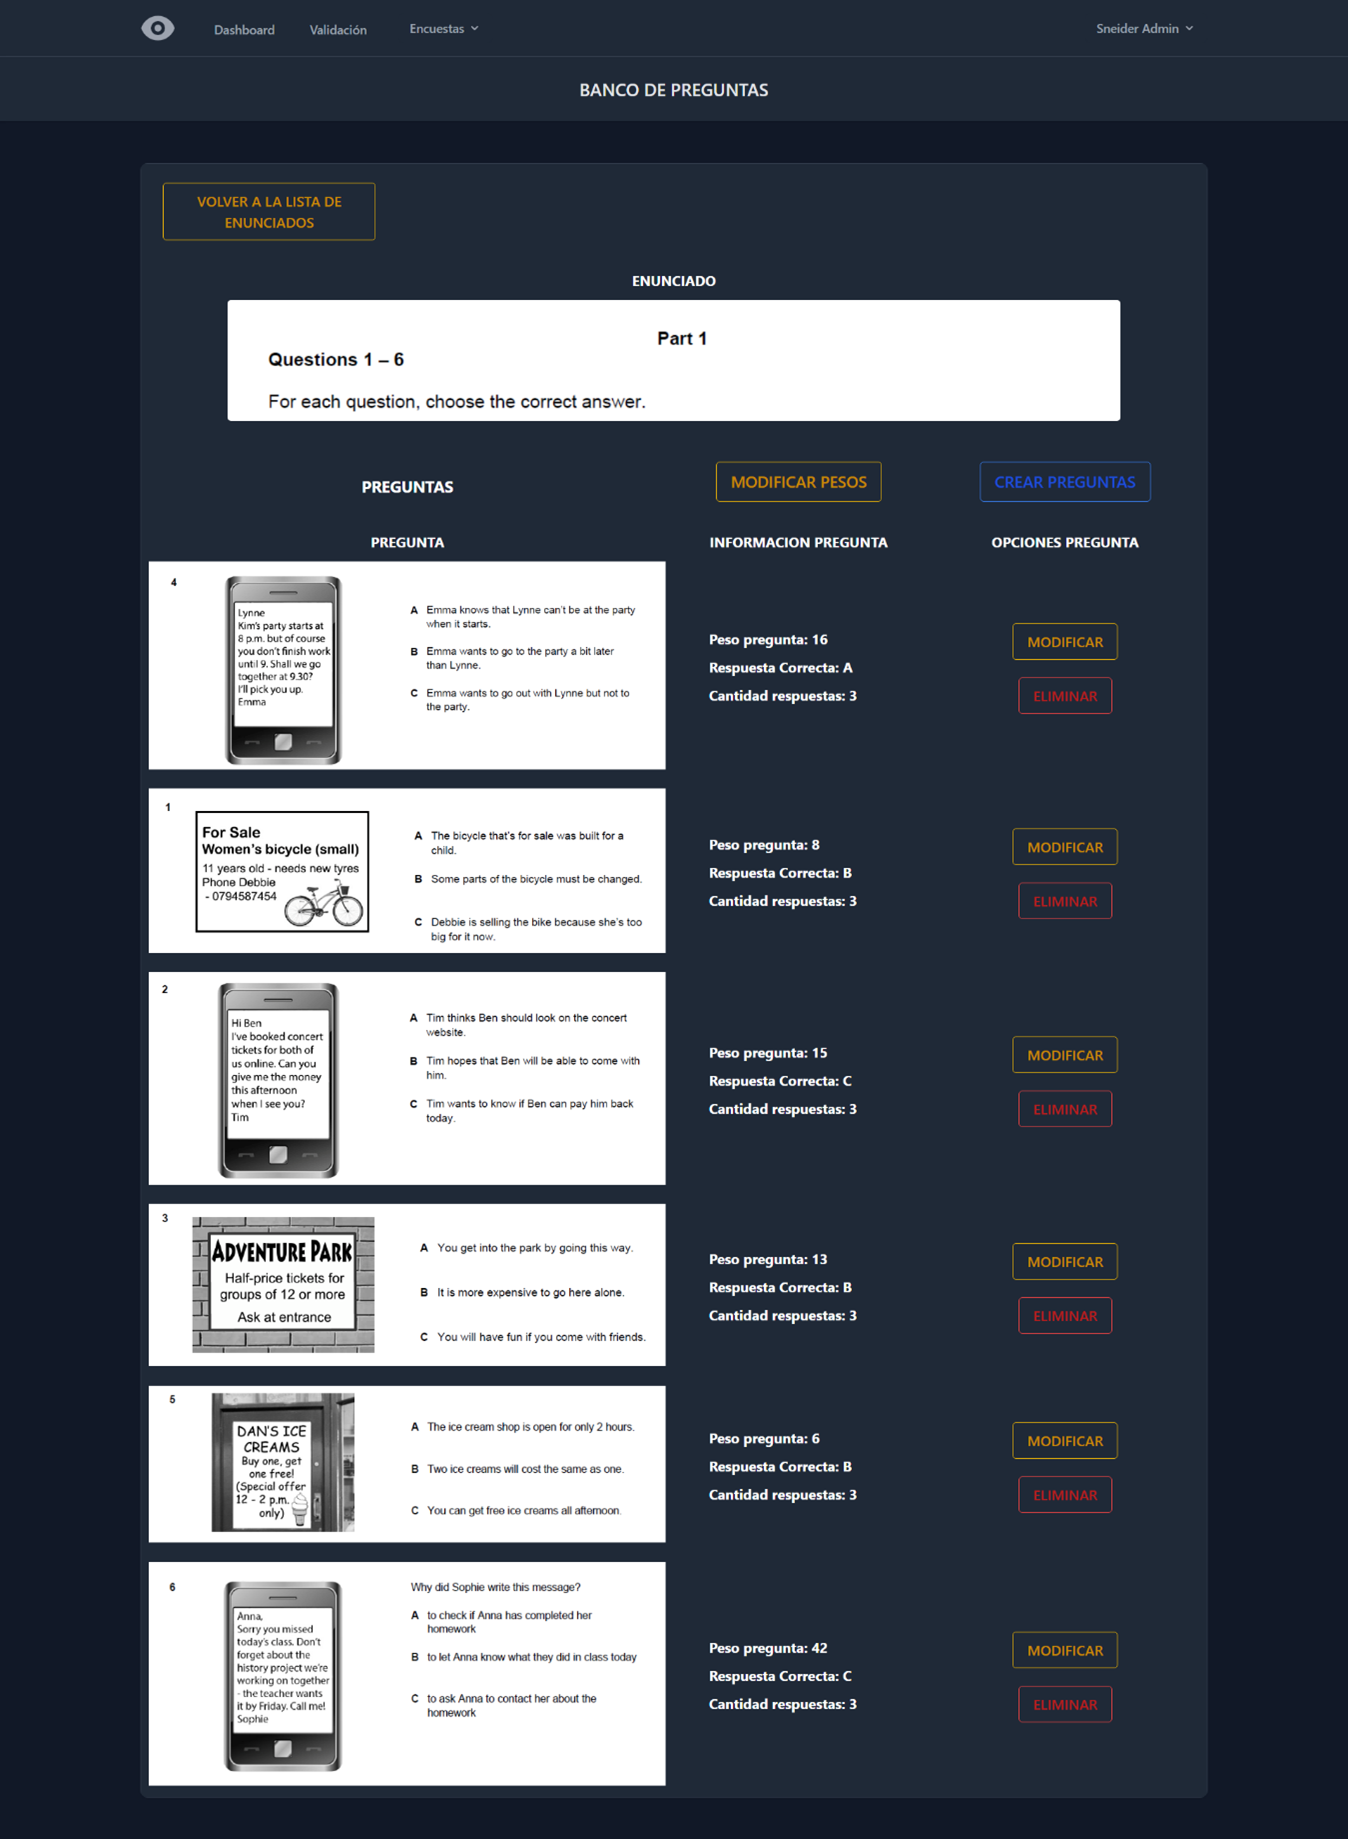 Dashboard
Validación
Encuestas
Sneider Admin
BANCO DE PREGUNTAS
VOLVER A LA LISTA DE
ENUNCIADOS
ENUNCIADO
Part 1
Questions 1 – 6
For each question, choose the correct answer.
PREGUNTAS
MODIFICAR PESOS
CREAR PREGUNTAS
PREGUNTA
INFORMACION PREGUNTA
OPCIONES PREGUNTA
4
Lynne
Kim's party starts at
8 p.m. but of course
you don't finish work
until 9. Shall we go
together at 9.30?
I'll pick you up.
Emma
A Emma knows that Lynne can't be at the party
when it starts.
B Emma wants to go to the party a bit later
than Lynne.
C Emma wants to go out with Lynne but not to
the party.
Peso pregunta: 16
Respuesta Correcta: A
Cantidad respuestas: 3
MODIFICAR
ELIMINAR
1
For Sale
Women's bicycle (small)
11 years old - needs new tyres
Phone Debbie
- 0794587454
A The bicycle that's for sale was built for a
child.
B Some parts of the bicycle must be changed.
C Debbie is selling the bike because she's too
big for it now.
Peso pregunta: 8
Respuesta Correcta: B
Cantidad respuestas: 3
MODIFICAR
ELIMINAR
2
Hi Ben
I've booked concert
tickets for both of
us online. Can you
give me the money
this afternoon
when I see you?
Tim
A Tim thinks Ben should look on the concert
website.
B Tim hopes that Ben will be able to come with
him.
C Tim wants to know if Ben can pay him back
today.
Peso pregunta: 15
Respuesta Correcta: C
Cantidad respuestas: 3
MODIFICAR
ELIMINAR
3
ADVENTURE PARK
Half-price tickets for
groups of 12 or more
Ask at entrance
A You get into the park by going this way.
B It is more expensive to go here alone.
C You will have fun if you come with friends.
Peso pregunta: 13
Respuesta Correcta: B
Cantidad respuestas: 3
MODIFICAR
ELIMINAR
5
DAN'S ICE
CREAMS
Buy one, get
one free!
(Special offer
12 - 2 p.m.
only)
A The ice cream shop is open for only 2 hours.
B Two ice creams will cost the same as one.
C You can get free ice creams all afternoon.
Peso pregunta: 6
Respuesta Correcta: B
Cantidad respuestas: 3
MODIFICAR
ELIMINAR
6
Anna,
Sorry you missed
today's class. Don't
forget about the
history project we're
working on together
- the teacher wants
it by Friday. Call me!
Sophie
Why did Sophie write this message?
A to check if Anna has completed her
homework
B to let Anna know what they did in class today
C to ask Anna to contact her about the
homework
Peso pregunta: 42
Respuesta Correcta: C
Cantidad respuestas: 3
MODIFICAR
ELIMINAR